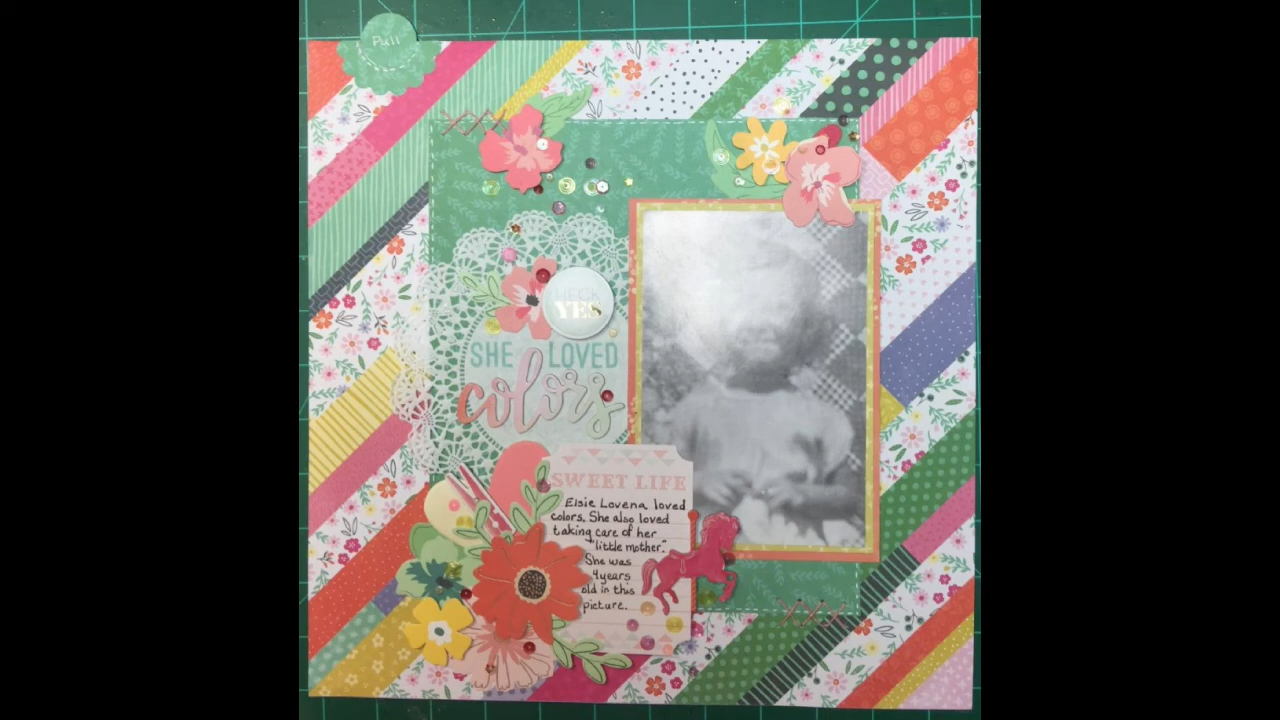 Pull
HECK
YES
SHE LOVED
colors
SWEET LIFE
Elsie Lovena loved
colors. She also loved
taking care of her
"little mother."
She was
4 years
old in this
picture.